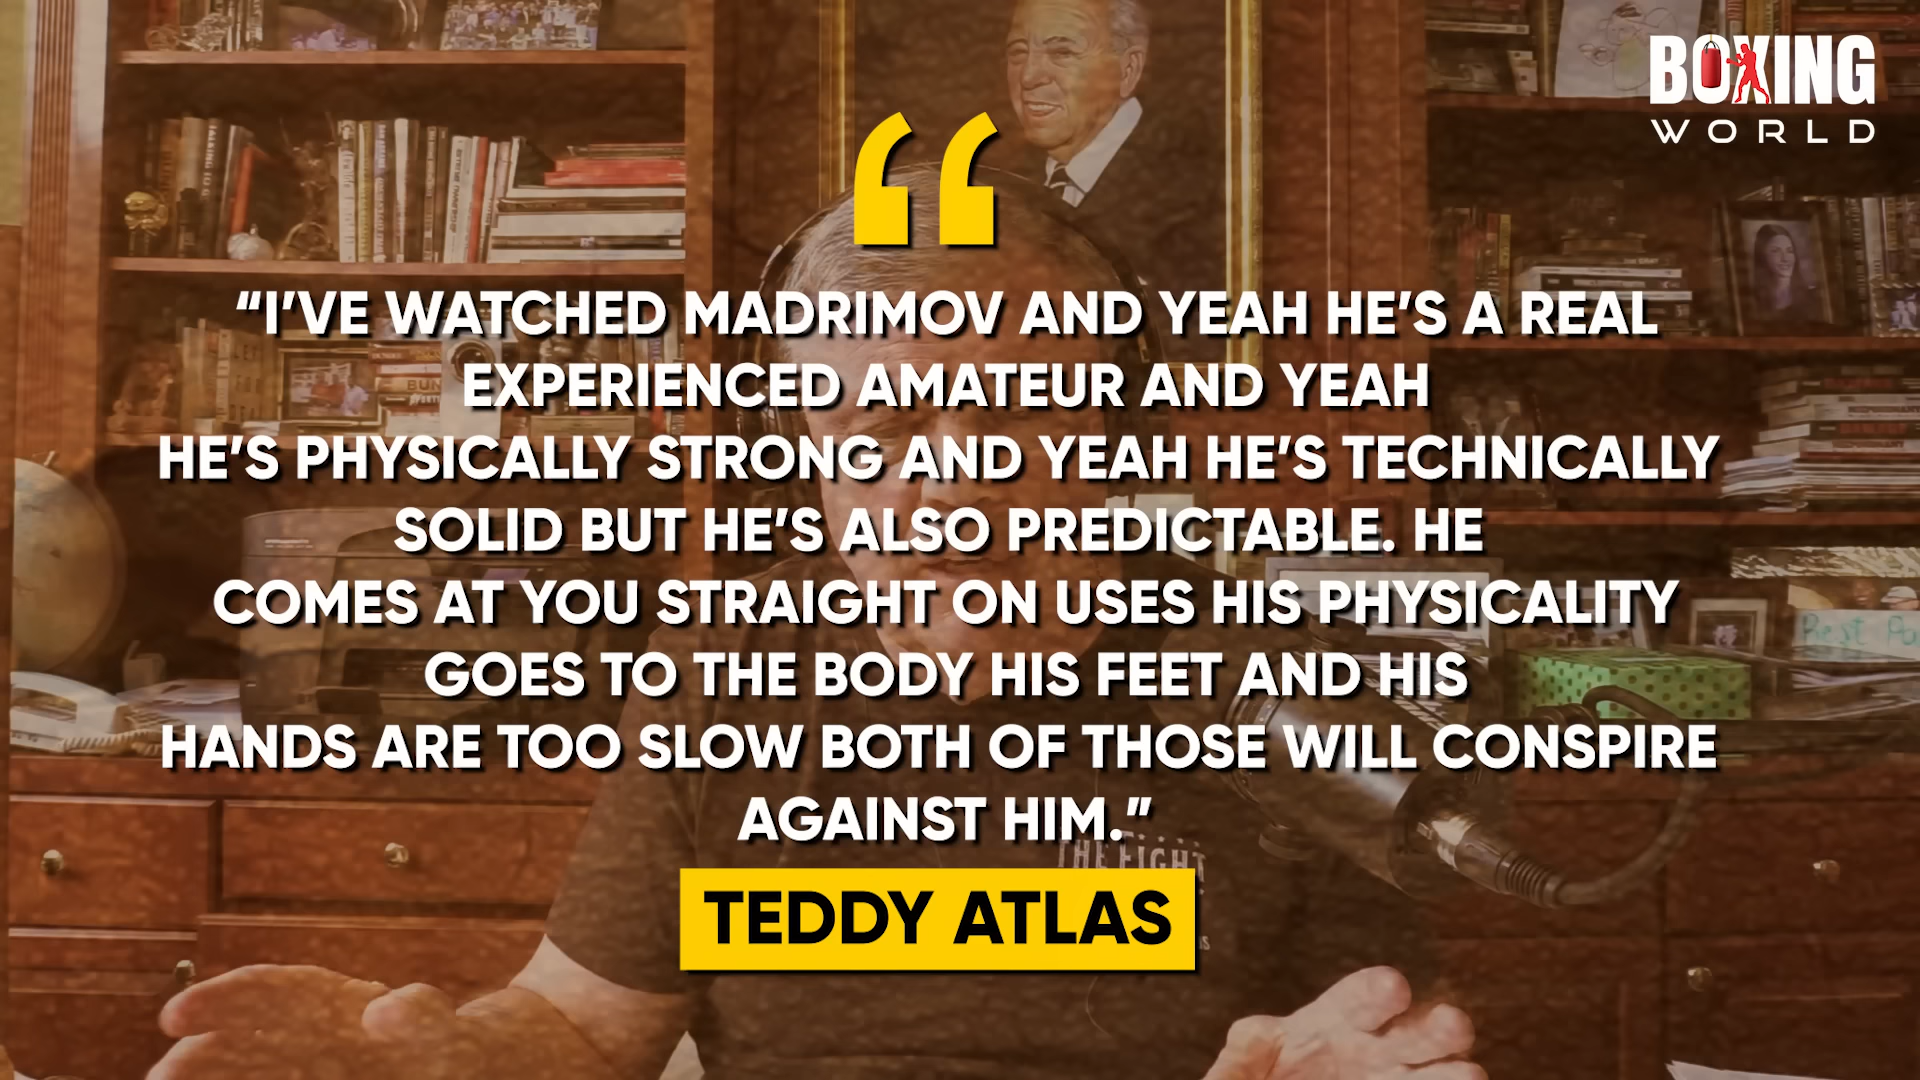 BOXING
WORLD
“I’VE WATCHED MADRIMOV AND YEAH HE’S A REAL
EXPERIENCED AMATEUR AND YEAH
HE’S PHYSICALLY STRONG AND YEAH HE’S TECHNICALLY
SOLID BUT HE’S ALSO PREDICTABLE. HE
COMES AT YOU STRAIGHT ON USES HIS PHYSICALITY
GOES TO THE BODY HIS FEET AND HIS
HANDS ARE TOO SLOW BOTH OF THOSE WILL CONSPIRE
AGAINST HIM.”
THE FIGHT
TEDDY ATLAS